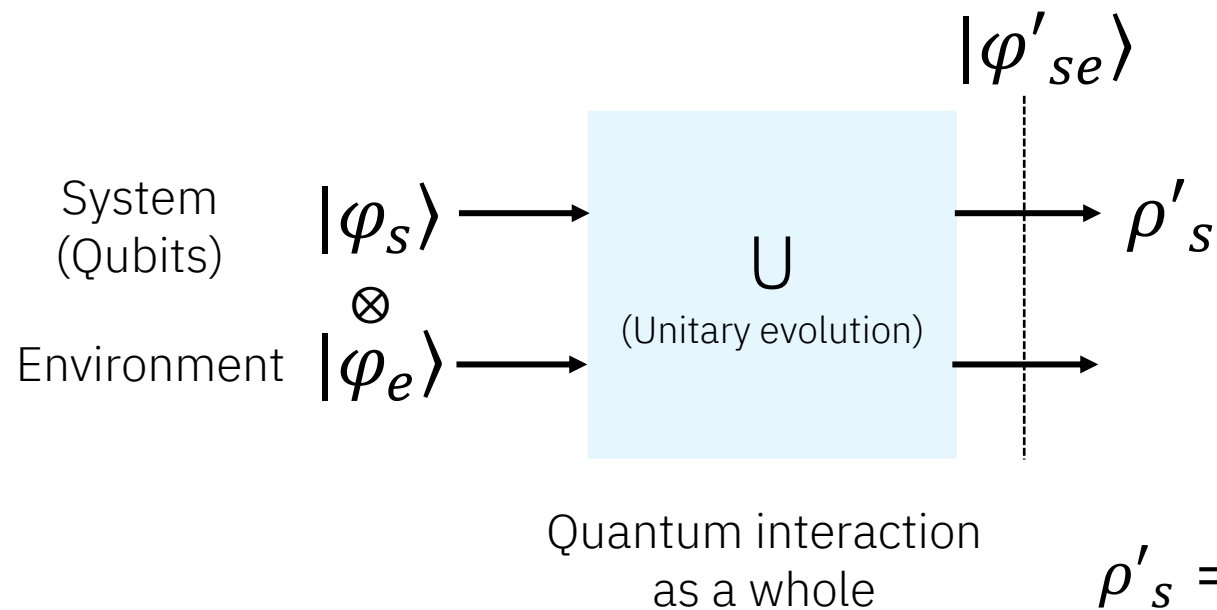 |φ′ₛₑ⟩
System
(Qubits)
|φₛ⟩
ρ′ₛ
U
(Unitary evolution)
⊗
Environment
|φₑ⟩
Quantum interaction
as a whole
ρ′ₛ =